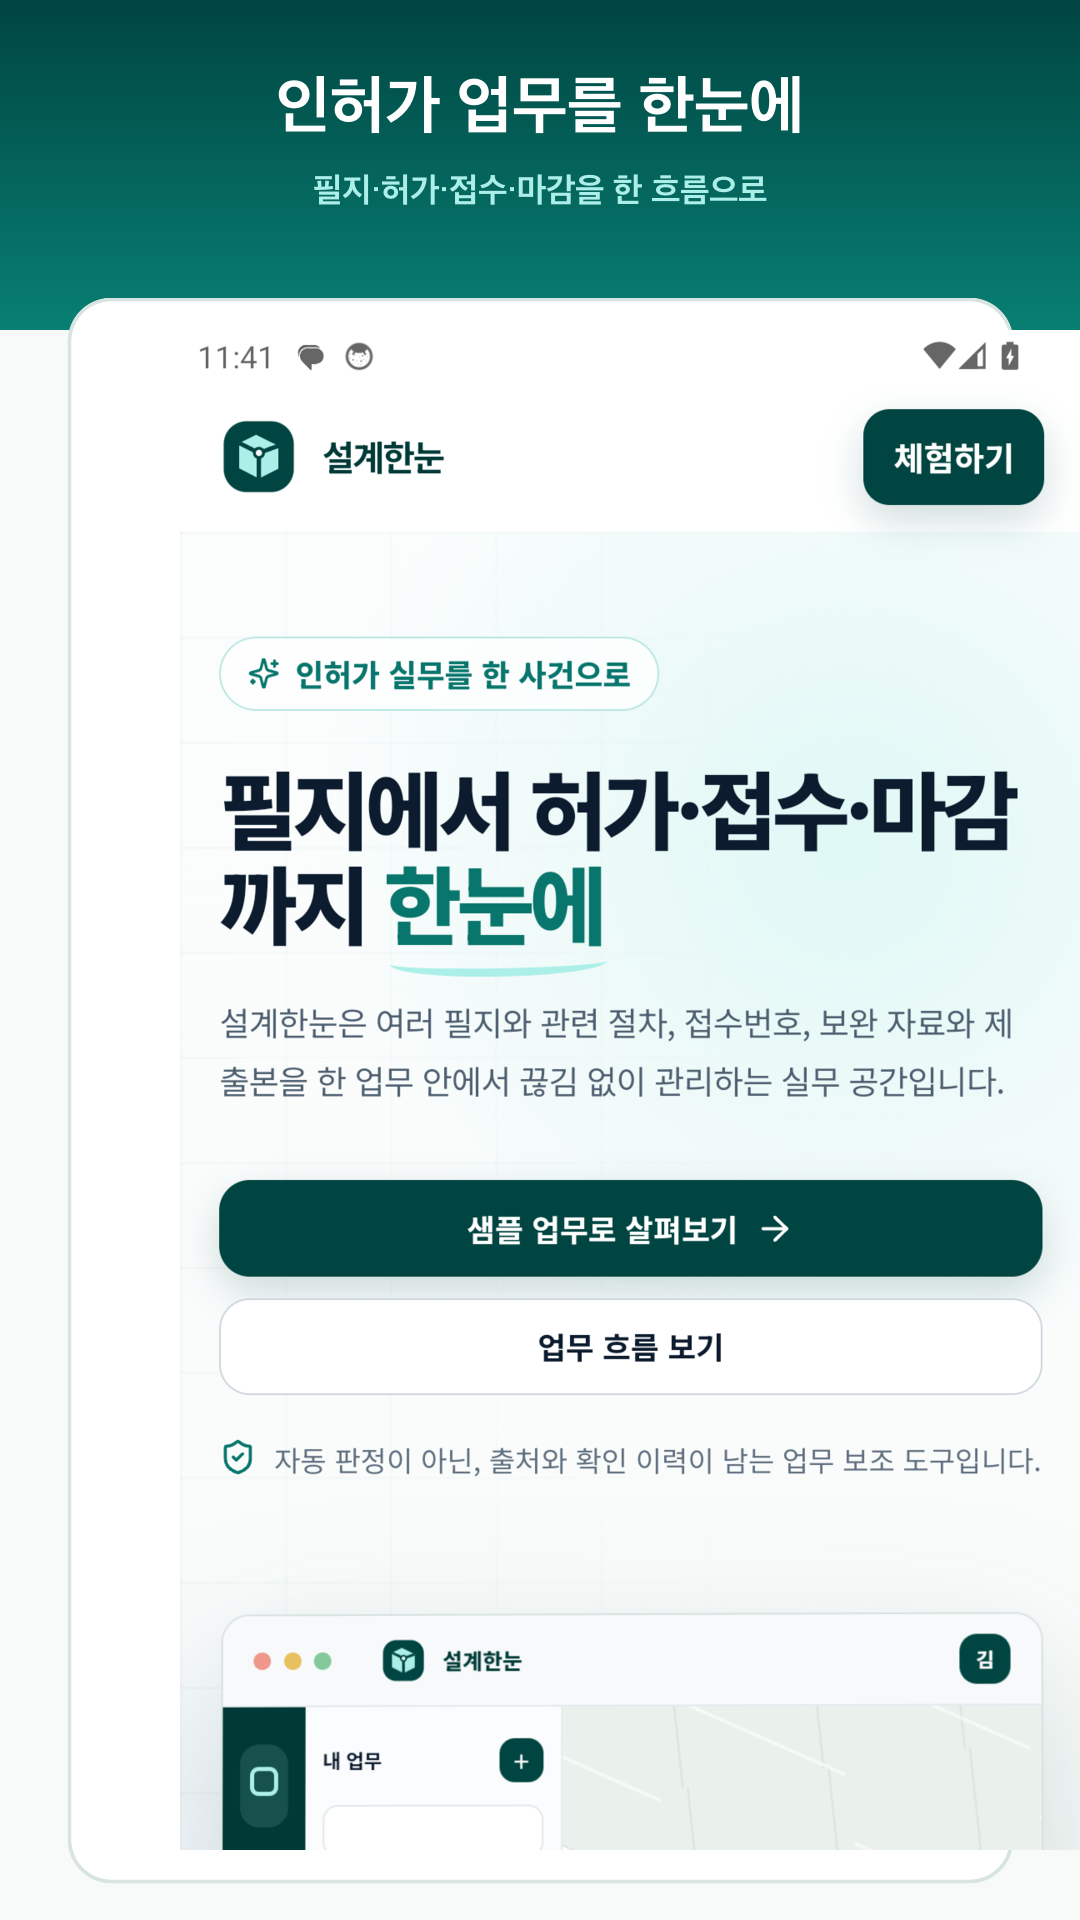 인허가 업무를 한눈에
필지·허가·접수·마감을 한 흐름으로
11:41
설계한눈
체험하기
인허가 실무를 한 사건으로
필지에서 허가·접수·마감
까지 한눈에
설계한눈은 여러 필지와 관련 절차, 접수번호, 보완 자료와 제
출본을 한 업무 안에서 끊김 없이 관리하는 실무 공간입니다.
샘플 업무로 살펴보기 →
업무 흐름 보기
자동 판정이 아닌, 출처와 확인 이력이 남는 업무 보조 도구입니다.
설계한눈
김
내 업무
+